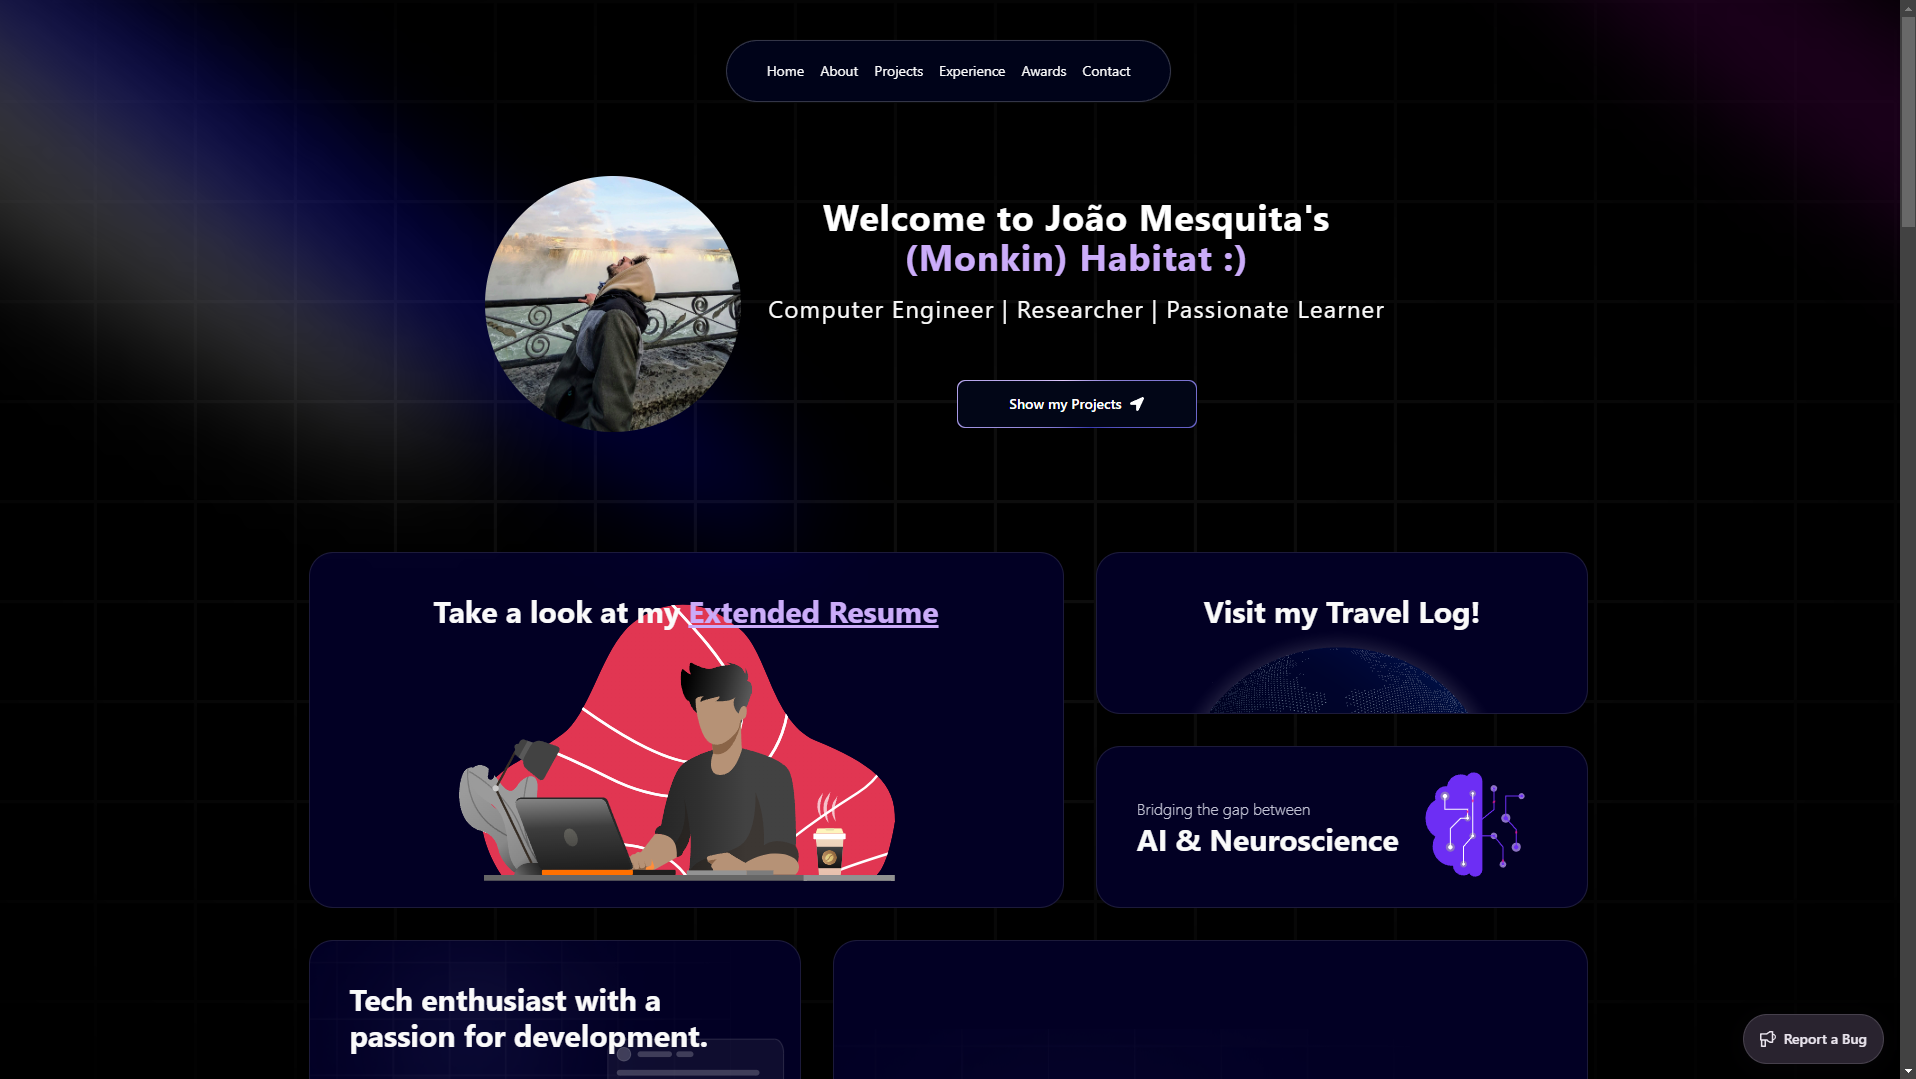 Home About Projects Experience Awards Contact
Welcome to João Mesquita's
(Monkin) Habitat :)
Computer Engineer | Researcher | Passionate Learner
Show my Projects
Take a look at my Extended Resume
Visit my Travel Log!
Bridging the gap between
AI & Neuroscience
Tech enthusiast with a
passion for development.
Report a Bug